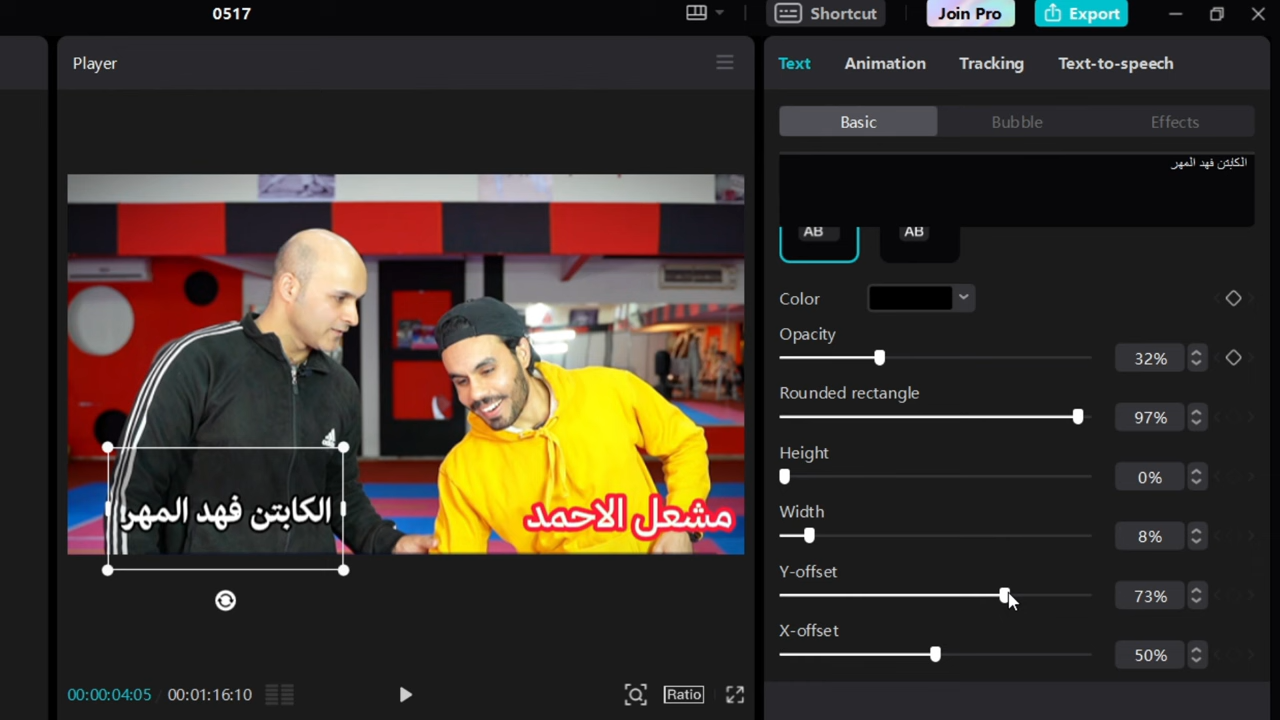 0517
Shortcut
Join Pro
Export
Player
Text
Animation
Tracking
Text-to-speech
Basic
Bubble
Effects
الكابتن فهد المهر
AB
AB
Color
Opacity
32%
Rounded rectangle
97%
Height
0%
Width
8%
Y-offset
73%
X-offset
50%
الكابتن فهد المهر
مشعل الاحمد
00:00:04:05
00:01:16:10
Ratio